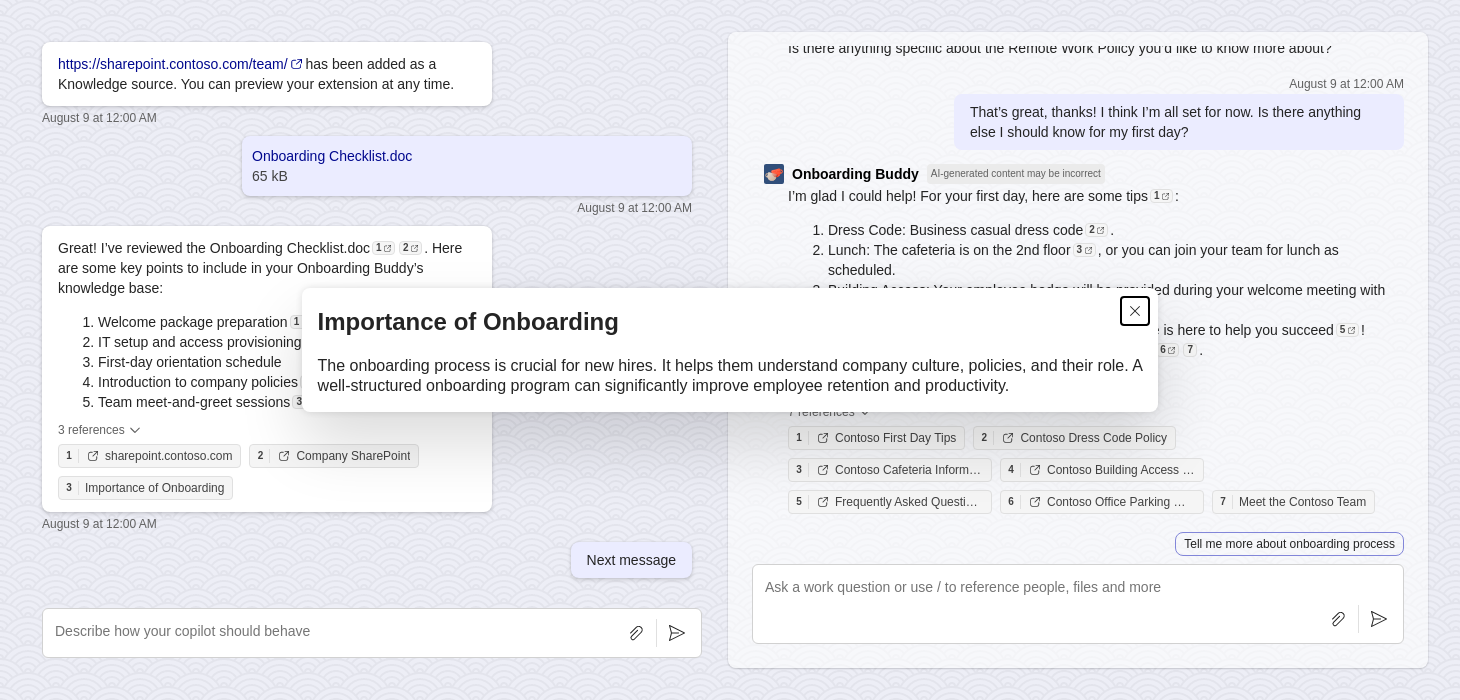 https://sharepoint.contoso.com/team/ has been added as a
Knowledge source. You can preview your extension at any time.
August 9 at 12:00 AM
Onboarding Checklist.doc
65 kB
August 9 at 12:00 AM
Great! I’ve reviewed the Onboarding Checklist.doc 1 2 . Here
are some key points to include in your Onboarding Buddy’s
knowledge base:
1. Welcome package preparation 1
2. IT setup and access provisioning
3. First-day orientation schedule
4. Introduction to company policies
5. Team meet-and-greet sessions 3
3 references
1 sharepoint.contoso.com 2 Company SharePoint
3 Importance of Onboarding
August 9 at 12:00 AM
Next message
Describe how your copilot should behave
Importance of Onboarding
The onboarding process is crucial for new hires. It helps them understand company culture, policies, and their role. A
well-structured onboarding program can significantly improve employee retention and productivity.
Is there anything specific about the Remote Work Policy you’d like to know more about?
August 9 at 12:00 AM
That’s great, thanks! I think I’m all set for now. Is there anything
else I should know for my first day?
Onboarding Buddy AI-generated content may be incorrect
I’m glad I could help! For your first day, here are some tips 1 :
1. Dress Code: Business casual dress code 2 .
2. Lunch: The cafeteria is on the 2nd floor 3 , or you can join your team for lunch as
scheduled.
3. Building Access: Your employee badge will be provided during your welcome meeting with
is here to help you succeed 5 !
6 7 .
7 references
1 Contoso First Day Tips 2 Contoso Dress Code Policy
3 Contoso Cafeteria Inform… 4 Contoso Building Access …
5 Frequently Asked Questi… 6 Contoso Office Parking … 7 Meet the Contoso Team
Tell me more about onboarding process
Ask a work question or use / to reference people, files and more